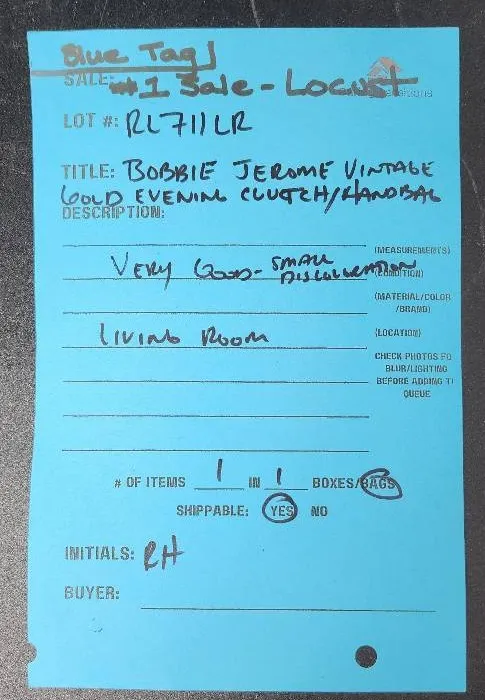 Blue Tag
SALE: #1 Sale - Locust
LOT #: RL711LR
TITLE: BOBBIE JEROME VINTAGE
GOLD EVENING CLUTCH/HANDBAG
DESCRIPTION:
(MEASUREMENTS)
VERY GOOD - SMALL
DISCOLORATION (CONDITION)
(MATERIAL/COLOR
/BRAND)
LIVING ROOM (LOCATION)
CHECK PHOTOS FO
BLUR/LIGHTING
BEFORE ADDING T
QUEUE
# OF ITEMS 1 IN 1 BOXES/BAGS
SHIPPABLE: YES NO
INITIALS: RH
BUYER: